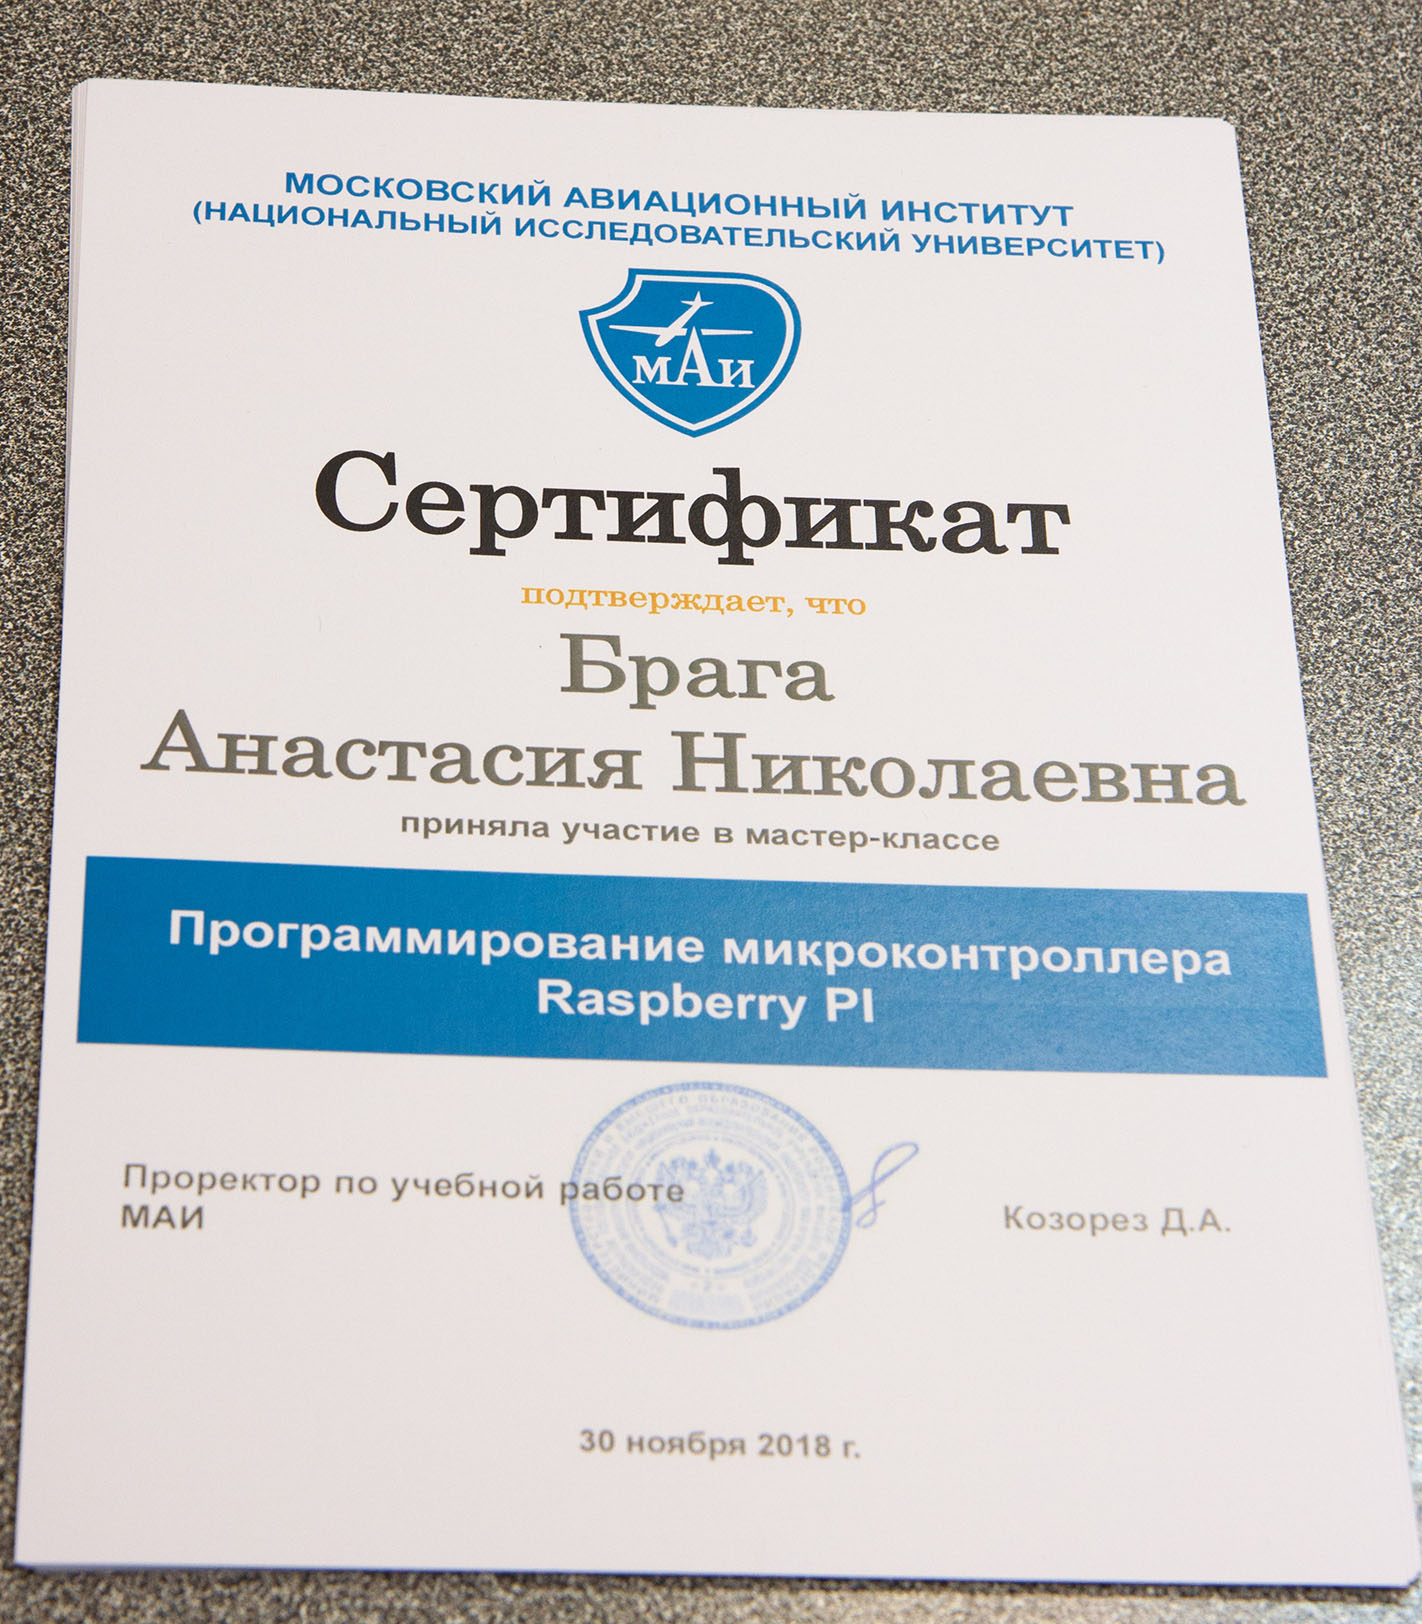 МОСКОВСКИЙ АВИАЦИОННЫЙ ИНСТИТУТ
(НАЦИОНАЛЬНЫЙ ИССЛЕДОВАТЕЛЬСКИЙ УНИВЕРСИТЕТ)
МАИ
Сертификат
подтверждает, что
Брага
Анастасия Николаевна
приняла участие в мастер-классе
Программирование микроконтроллера
Raspberry PI
Проректор по учебной работе
МАИ
Козорез Д.А.
30 ноября 2018 г.